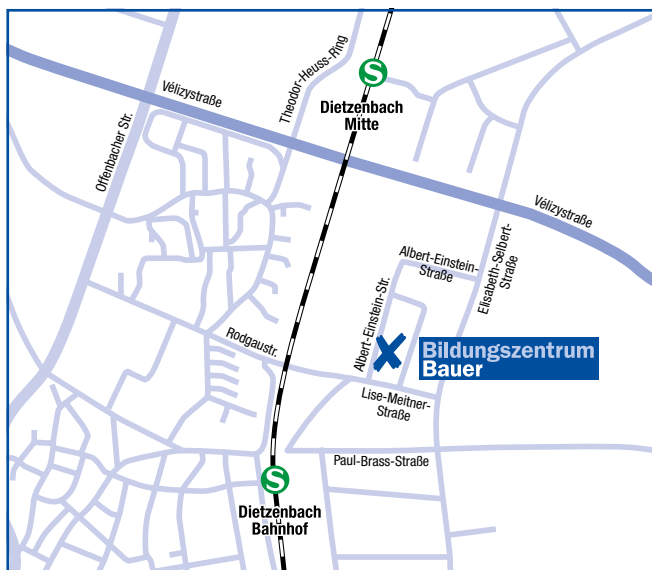 Theodor-Heuss-Ring
S
Dietzenbach
Mitte
Vélizystraße
Offenbacher Str.
Vélizystraße
Albert-Einstein-
Straße
Elisabeth-Selbert-
Straße
Albert-Einstein-Str.
Rodgaustr.
Bildungszentrum
Bauer
Lise-Meitner-
Straße
Paul-Brass-Straße
S
Dietzenbach
Bahnhof